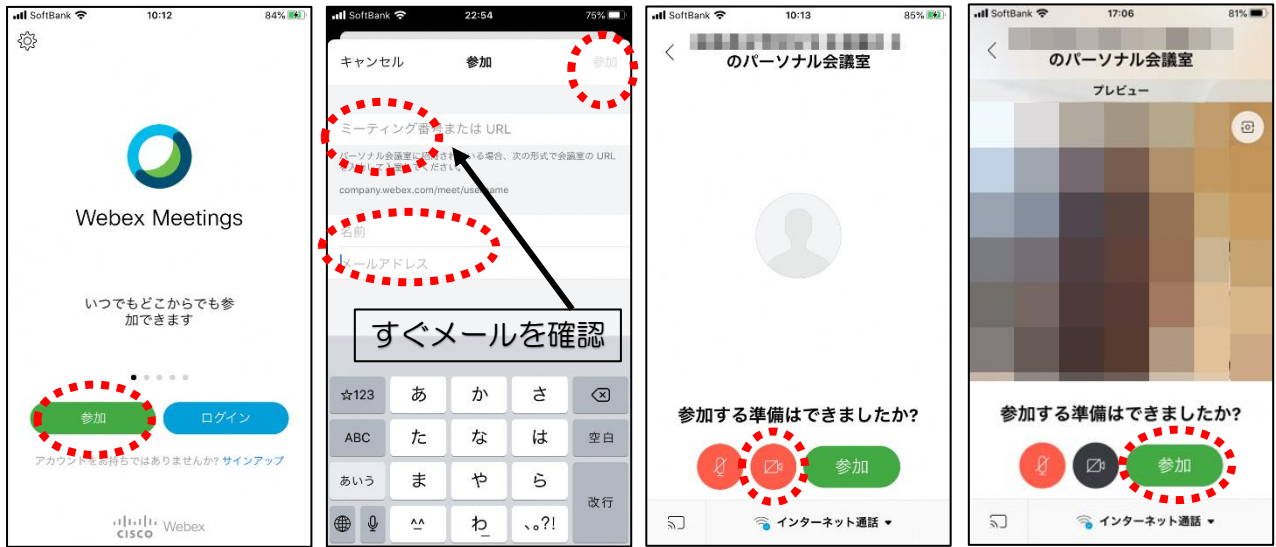 SoftBank 10:12 84%
Webex Meetings
いつでもどこからでも参
加できます
参加 ログイン
アカウントをお持ちではありませんか? サインアップ
CISCO Webex
SoftBank 22:54 75%
キャンセル 参加 参加
ミーティング番号または URL
company.webex.com/meet/username
名前
メールアドレス
すぐメールを確認
☆123 あ か さ
ABC た な は 空白
あいう ま や ら
改行
^^ わ 、。?!
SoftBank 10:13 85%
のパーソナル会議室
参加する準備はできましたか?
参加
インターネット通話
SoftBank 17:06 81%
のパーソナル会議室
プレビュー
参加する準備はできましたか?
参加
インターネット通話